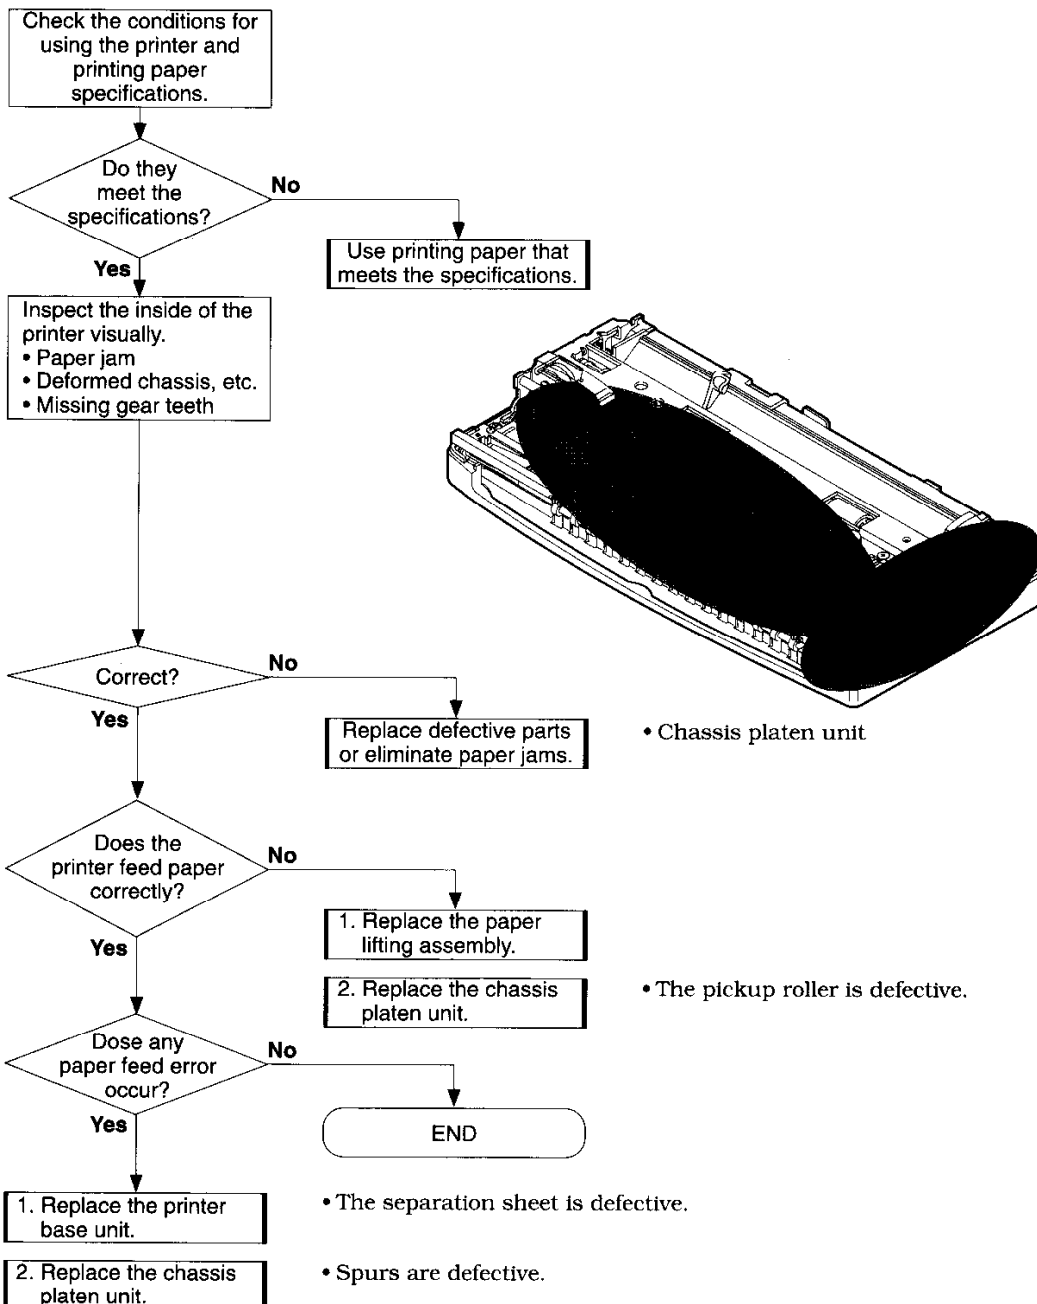 Check the conditions for
using the printer and
printing paper
specifications.
Do they
meet the
specifications?
No
Use printing paper that
meets the specifications.
Yes
Inspect the inside of the
printer visually.
• Paper jam
• Deformed chassis, etc.
• Missing gear teeth
Correct?
No
Yes
Replace defective parts
or eliminate paper jams.
• Chassis platen unit
Does the
printer feed paper
correctly?
No
1. Replace the paper
lifting assembly.
Yes
2. Replace the chassis
platen unit.
• The pickup roller is defective.
Dose any
paper feed error
occur?
No
Yes
END
1. Replace the printer
base unit.
• The separation sheet is defective.
2. Replace the chassis
platen unit.
• Spurs are defective.